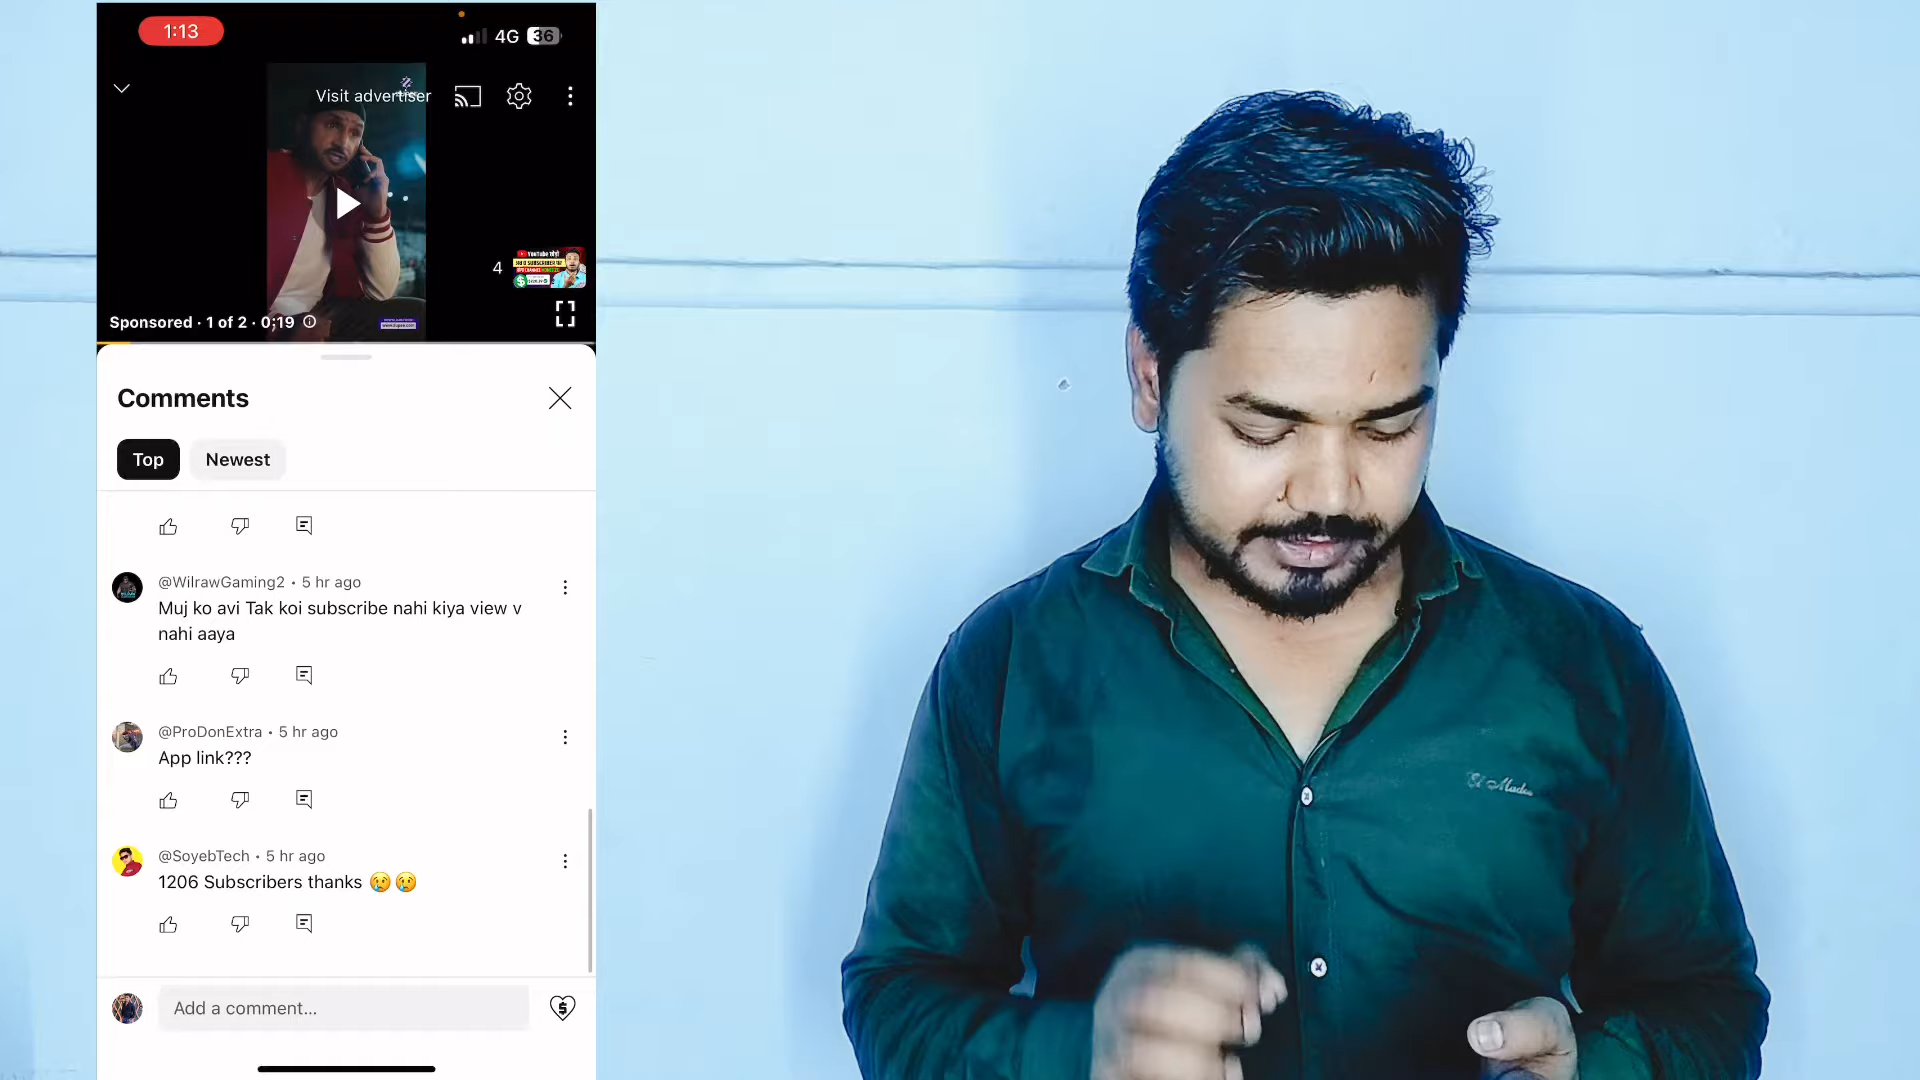 1:13
4G 36
Visit advertiser
4
Sponsored · 1 of 2 · 0:19
Comments
Top Newest
@WilrawGaming2 • 5 hr ago
Muj ko avi Tak koi subscribe nahi kiya view v
nahi aaya
@ProDonExtra • 5 hr ago
App link???
@SoyebTech • 5 hr ago
1206 Subscribers thanks 😢😢
Add a comment...